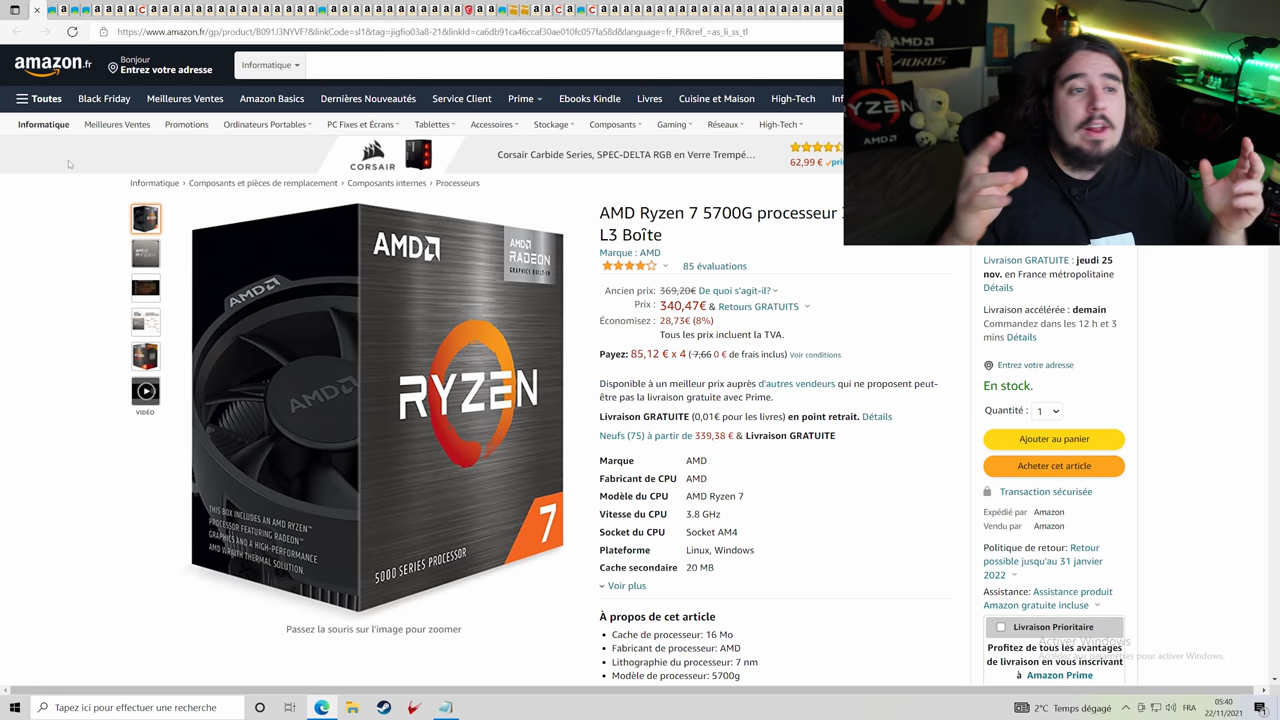 https://www.amazon.fr/gp/product/B091J3NYVF?&linkCode=sl1&tag=jigfio03a8-21&linkId=ca6db91ca46ccaf30ae010fc057fa58d&language=fr_FR&ref_=as_li_ss_tl
amazon.fr
Bonjour
Entrez votre adresse
Informatique
Toutes Black Friday Meilleures Ventes Amazon Basics Dernières Nouveautés Service Client Prime Ebooks Kindle Livres Cuisine et Maison High-Tech
Informatique Meilleures Ventes Promotions Ordinateurs Portables PC Fixes et Écrans Tablettes Accessoires Stockage Composants Gaming Réseaux High-Tech
CORSAIR
Corsair Carbide Series, SPEC-DELTA RGB en Verre Trempé…
62,99 €
Informatique › Composants et pièces de remplacement › Composants internes › Processeurs
AMD Ryzen 7 5700G processeur
L3 Boîte
Marque : AMD
85 évaluations
Ancien prix : 369,20€ De quoi s'agit-il?
Prix : 340,47€ & Retours GRATUITS
Économisez : 28,73€ (8%)
Tous les prix incluent la TVA.
Payez: 85,12 € x 4 (-7,66 0 € de frais inclus) Voir conditions
Disponible à un meilleur prix auprès d'autres vendeurs qui ne proposent peut-
être pas la livraison gratuite avec Prime.
Livraison GRATUITE (0,01€ pour les livres) en point retrait. Détails
Neufs (75) à partir de 339,38 € & Livraison GRATUITE
Marque AMD
Fabricant de CPU AMD
Modèle du CPU AMD Ryzen 7
Vitesse du CPU 3.8 GHz
Socket du CPU Socket AM4
Plateforme Linux, Windows
Cache secondaire 20 MB
Voir plus
À propos de cet article
• Cache de processeur: 16 Mo
• Fabricant de processeur: AMD
• Lithographie du processeur: 7 nm
• Modèle de processeur: 5700g
VIDÉO
AMD
AMD
RADEON
GRAPHICS BUILT-IN
AMD
AMD
RYZEN
THIS BOX INCLUDES AN AMD RYZEN™
PROCESSOR FEATURING RADEON™
GRAPHICS AND A HIGH-PERFORMANCE
AMD WRAITH THERMAL SOLUTION.
5000 SERIES PROCESSOR
7
Passez la souris sur l'image pour zoomer
AMD
AORUS
YZEN
AMD
Livraison GRATUITE : jeudi 25
nov. en France métropolitaine
Détails
Livraison accélérée : demain
Commandez dans les 12 h et 3
mins Détails
Entrez votre adresse
En stock.
Quantité : 1
Ajouter au panier
Acheter cet article
Transaction sécurisée
Expédié par Amazon
Vendu par Amazon
Politique de retour: Retour
possible jusqu'au 31 janvier
2022
Assistance: Assistance produit
Amazon gratuite incluse
Livraison Prioritaire
Profitez de tous les avantages
de livraison en vous inscrivant
à Amazon Prime
Activer Windows
Accédez aux paramètres pour activer Windows.
Tapez ici pour effectuer une recherche
2°C Temps dégagé
FRA
05:40
22/11/2021